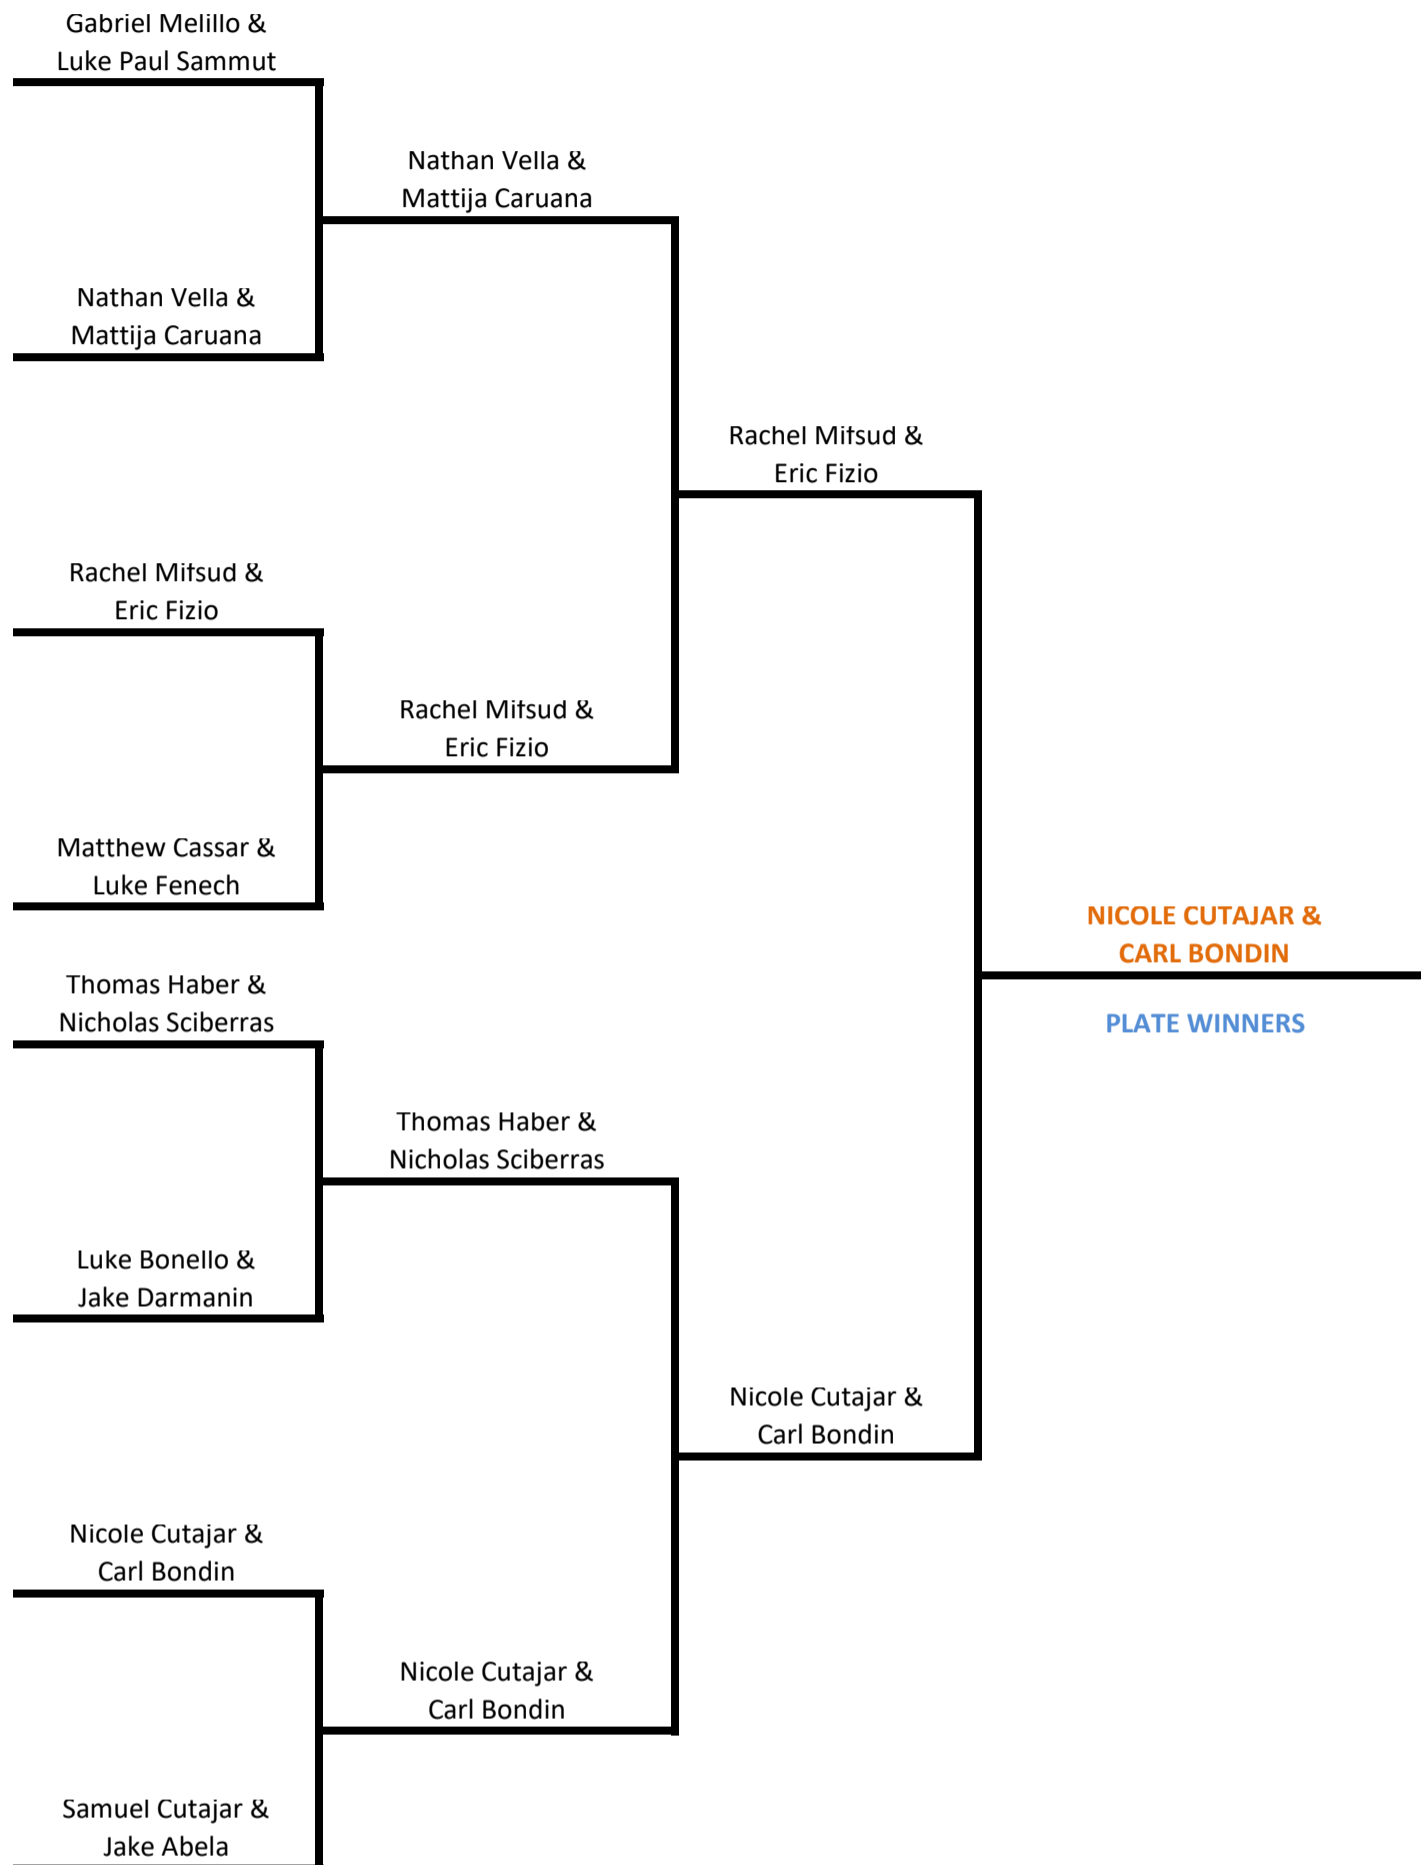 Gabriel Melillo &
Luke Paul Sammut
Nathan Vella &
Mattija Caruana
Nathan Vella &
Mattija Caruana
Rachel Mifsud &
Eric Fizio
Rachel Mifsud &
Eric Fizio
Rachel Mifsud &
Eric Fizio
Matthew Cassar &
Luke Fenech
NICOLE CUTAJAR &
CARL BONDIN
Thomas Haber &
Nicholas Sciberras
PLATE WINNERS
Thomas Haber &
Nicholas Sciberras
Luke Bonello &
Jake Darmanin
Nicole Cutajar &
Carl Bondin
Nicole Cutajar &
Carl Bondin
Nicole Cutajar &
Carl Bondin
Samuel Cutajar &
Jake Abela